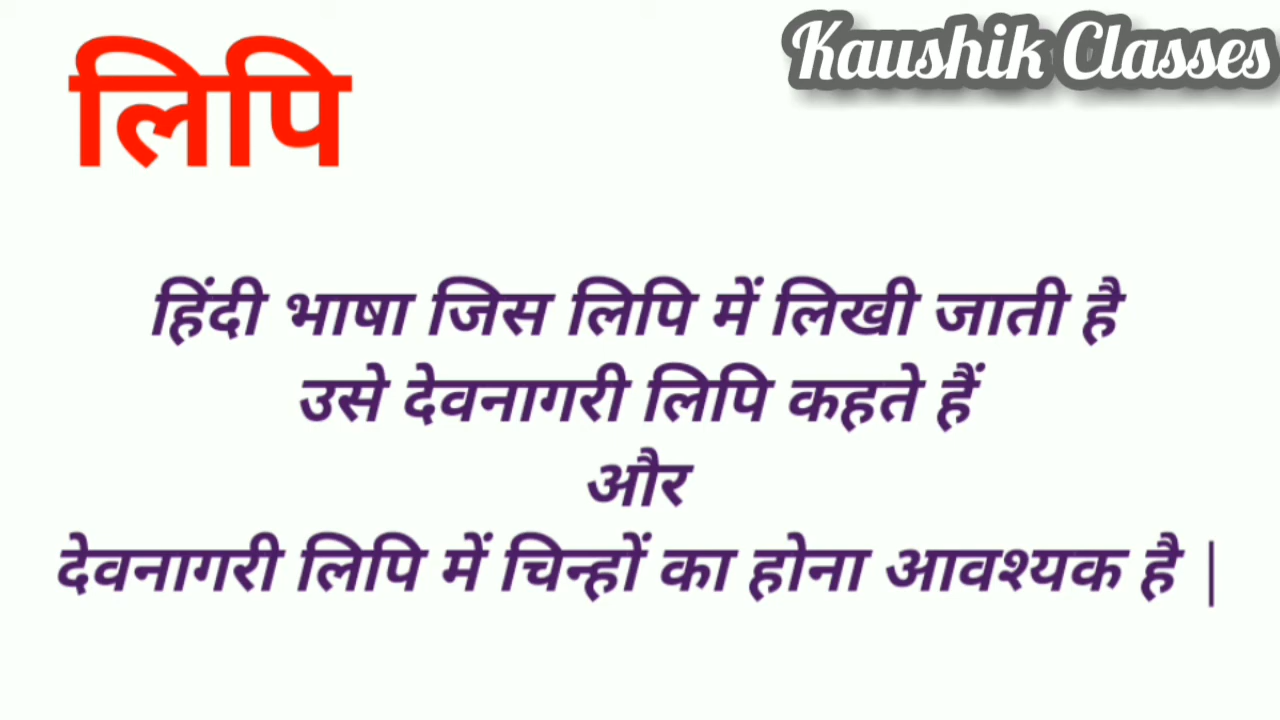 लिपि
Kaushik Classes
हिंदी भाषा जिस लिपि में लिखी जाती है
उसे देवनागरी लिपि कहते हैं
और
देवनागरी लिपि में चिन्हों का होना आवश्यक है |